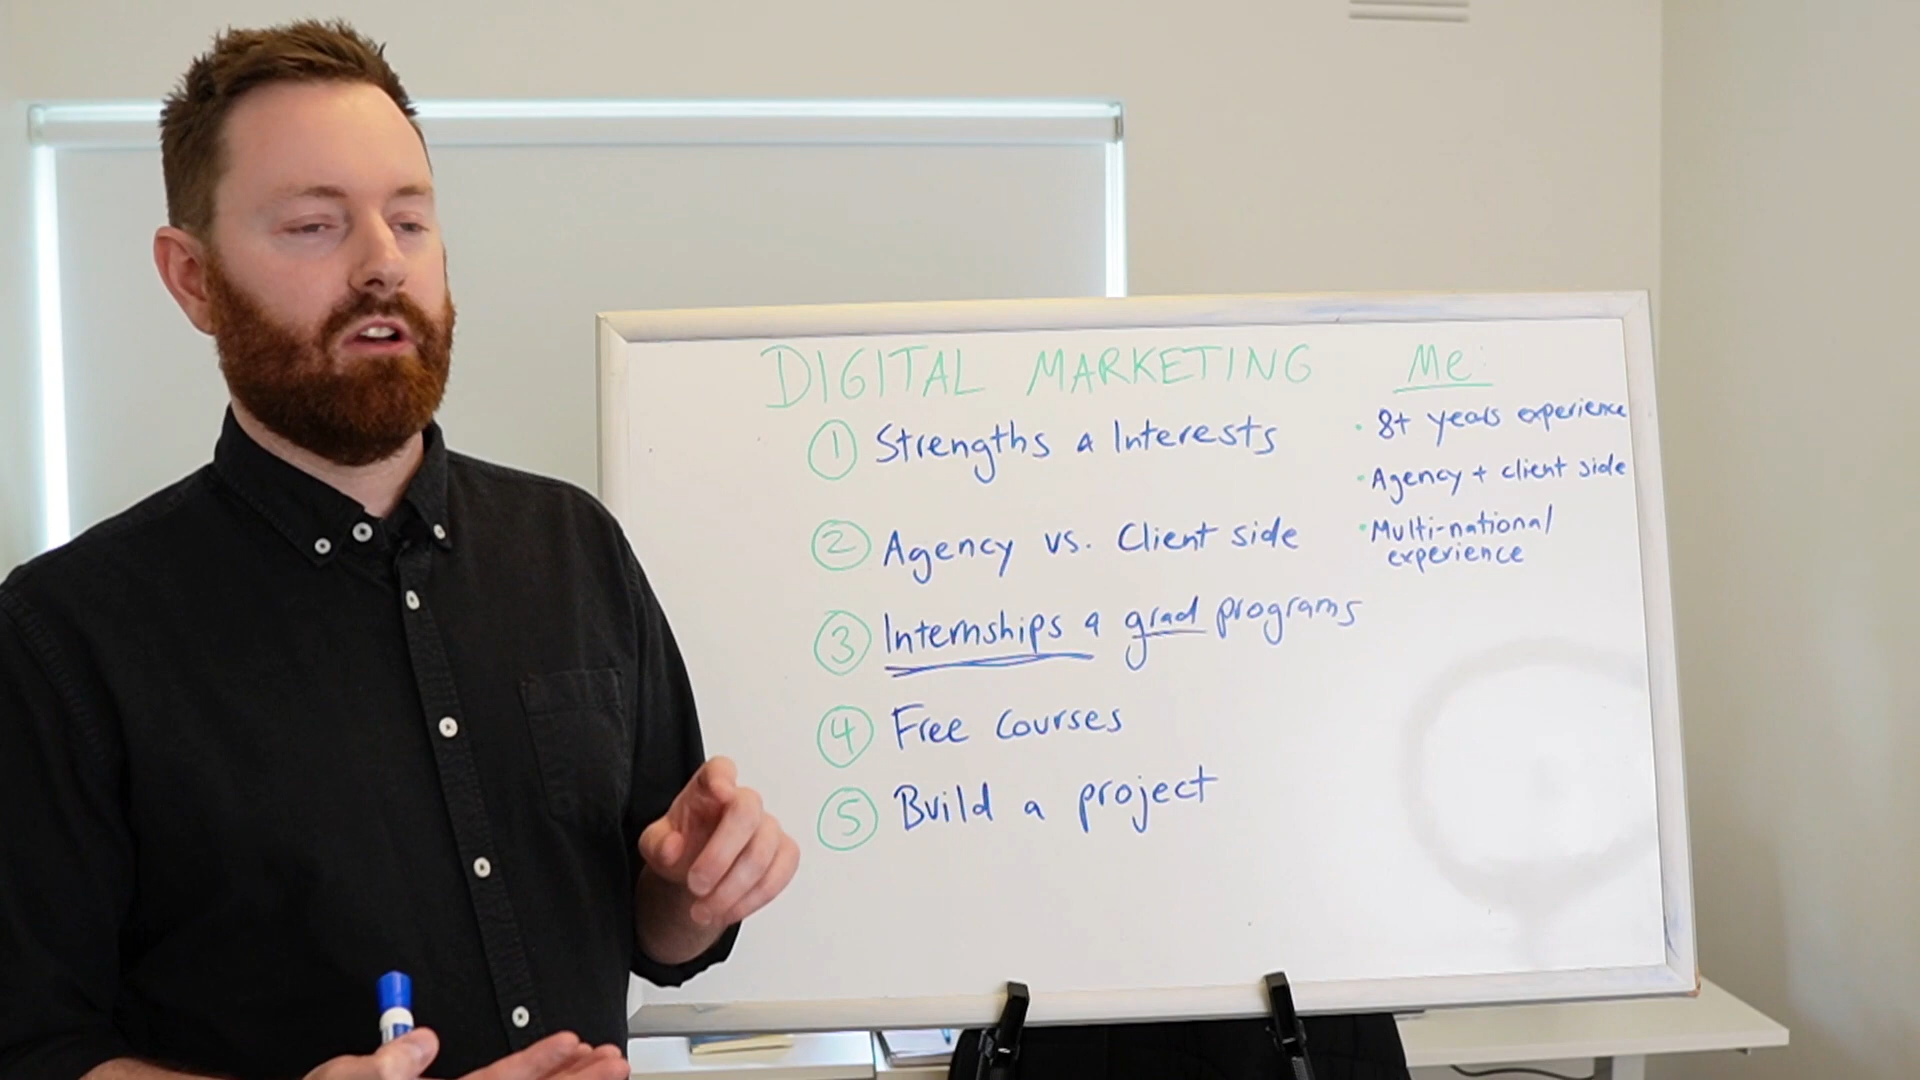 DIGITAL MARKETING
① Strengths & Interests
② Agency vs. Client side
③ Internships & grad programs
④ Free courses
⑤ Build a project
Me:
• 8+ years experience
• Agency + client side
• Multi-national
experience